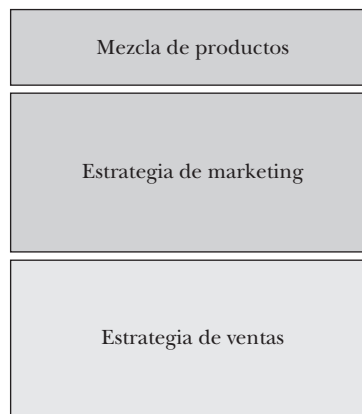 Mezcla de productos
Estrategia de marketing
Estrategia de ventas